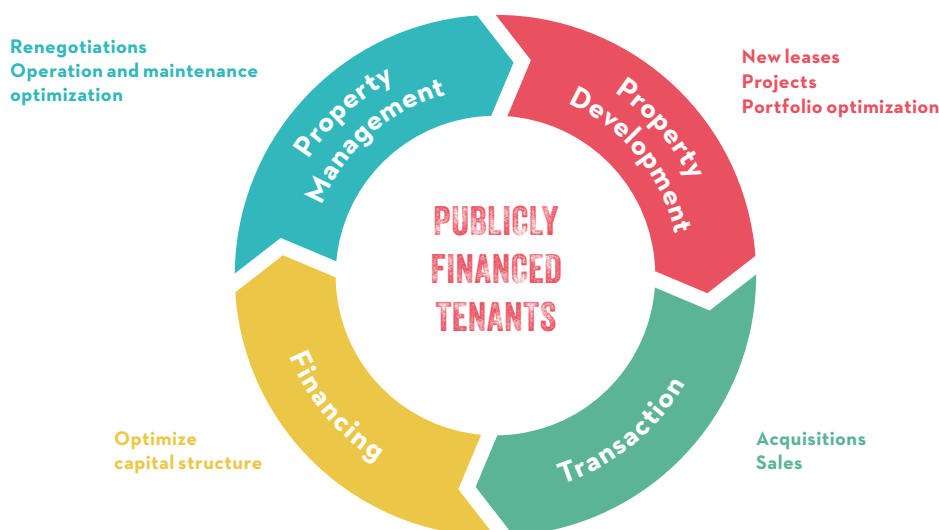 Renegotiations
Operation and maintenance
optimization
Property
Management
New leases
Projects
Portfolio optimization
Property
Development
PUBLICLY
FINANCED
TENANTS
Financing
Optimize
capital structure
Transaction
Acquisitions
Sales